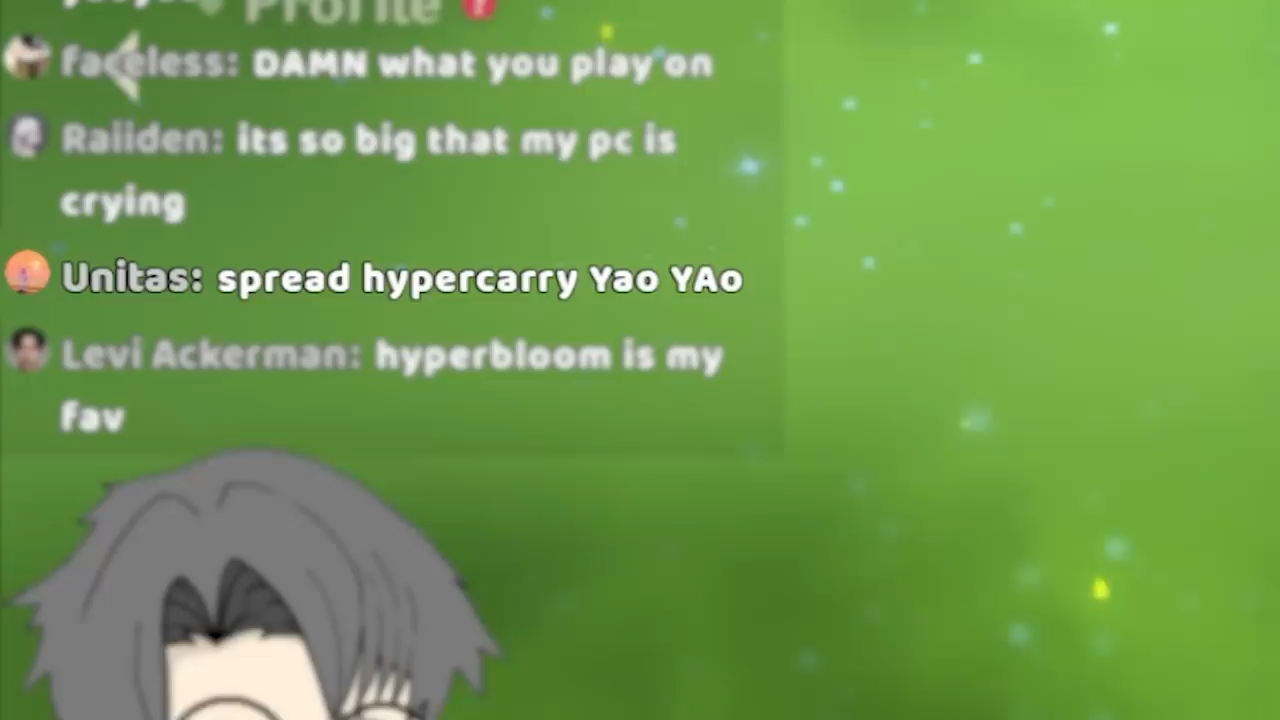 Profile
faceless: DAMN what you play on
Raiiden: its so big that my pc is
crying
Unitas: spread hypercarry Yao YAo
Levi Ackerman: hyperbloom is my
fav